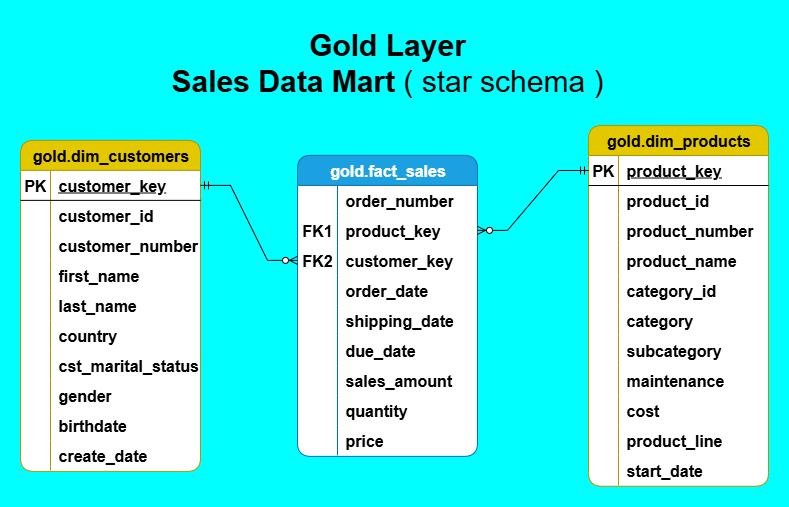 Gold Layer
Sales Data Mart ( star schema )
gold.dim_customers
PK customer_key
customer_id
customer_number
first_name
last_name
country
cst_marital_status
gender
birthdate
create_date
gold.fact_sales
order_number
FK1 product_key
FK2 customer_key
order_date
shipping_date
due_date
sales_amount
quantity
price
gold.dim_products
PK product_key
product_id
product_number
product_name
category_id
category
subcategory
maintenance
cost
product_line
start_date